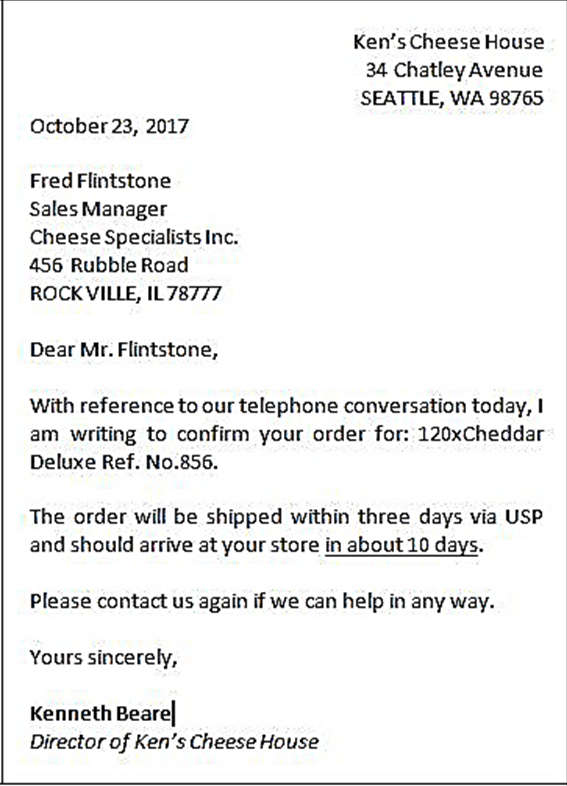 Ken's Cheese House
34 Chatley Avenue
SEATTLE, WA 98765
October 23, 2017
Fred Flintstone
Sales Manager
Cheese Specialists Inc.
456 Rubble Road
ROCKVILLE, IL 78777
Dear Mr. Flintstone,
With reference to our telephone conversation today, I
am writing to confirm your order for: 120xCheddar
Deluxe Ref. No.856.
The order will be shipped within three days via USP
and should arrive at your store in about 10 days.
Please contact us again if we can help in any way.
Yours sincerely,
Kenneth Beare
Director of Ken's Cheese House